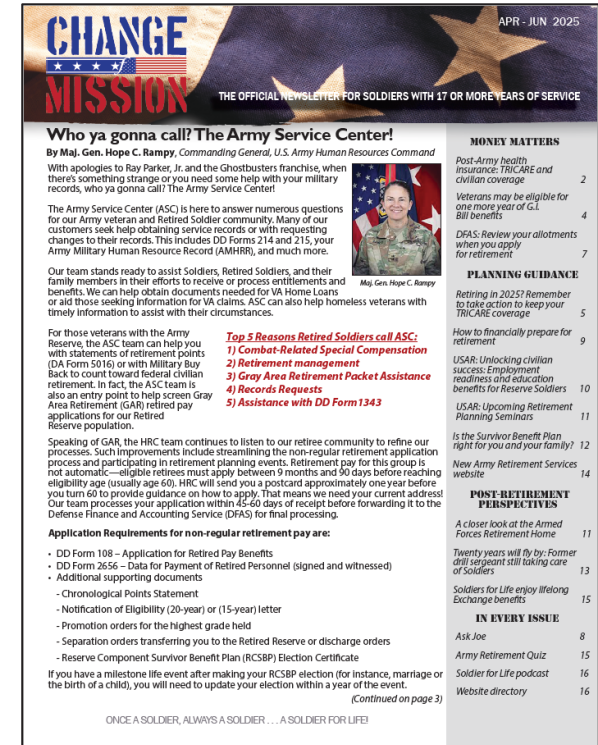 APR - JUN 2025
CHANGE
of
MISSION
THE OFFICIAL NEWSLETTER FOR SOLDIERS WITH 17 OR MORE YEARS OF SERVICE
Who ya gonna call? The Army Service Center!
By Maj. Gen. Hope C. Rampy, Commanding General, U.S. Army Human Resources Command
With apologies to Ray Parker, Jr. and the Ghostbusters franchise, when
there's something strange or you need some help with your military
records, who ya gonna call? The Army Service Center!
The Army Service Center (ASC) is here to answer numerous questions
for our Army veteran and Retired Soldier community. Many of our
customers seek help obtaining service records or with requesting
changes to their records. This includes DD Forms 214 and 215, your
Army Military Human Resource Record (AMHRR), and much more.
Our team stands ready to assist Soldiers, Retired Soldiers, and their
family members in their efforts to receive or process entitlements and
benefits. We can help obtain documents needed for VA Home Loans
or aid those seeking information for VA claims. ASC can also help homeless veterans with
timely information to assist with their circumstances.
Maj. Gen. Hope C. Rampy
For those veterans with the Army
Reserve, the ASC team can help you
with statements of retirement points
(DA Form 5016) or with Military Buy
Back to count toward federal civilian
retirement. In fact, the ASC team is
also an entry point to help screen Gray
Area Retirement (GAR) retired pay
applications for our Retired
Reserve population.
Top 5 Reasons Retired Soldiers call ASC:
1) Combat-Related Special Compensation
2) Retirement management
3) Gray Area Retirement Packet Assistance
4) Records Requests
5) Assistance with DD Form1343
Speaking of GAR, the HRC team continues to listen to our retiree community to refine our
processes. Such improvements include streamlining the non-regular retirement application
process and participating in retirement planning events. Retirement pay for this group is
not automatic—eligible retirees must apply between 9 months and 90 days before reaching
eligibility age (usually age 60). HRC will send you a postcard approximately one year before
you turn 60 to provide guidance on how to apply. That means we need your current address!
Our team processes your application within 45-60 days of receipt before forwarding it to the
Defense Finance and Accounting Service (DFAS) for final processing.
Application Requirements for non-regular retirement pay are:
• DD Form 108 – Application for Retired Pay Benefits
• DD Form 2656 – Data for Payment of Retired Personnel (signed and witnessed)
• Additional supporting documents
- Chronological Points Statement
- Notification of Eligibility (20-year) or (15-year) letter
- Promotion orders for the highest grade held
- Separation orders transferring you to the Retired Reserve or discharge orders
- Reserve Component Survivor Benefit Plan (RCSBP) Election Certificate
If you have a milestone life event after making your RCSBP election (for instance, marriage or
the birth of a child), you will need to update your election within a year of the event.
(Continued on page 3)
MONEY MATTERS
Post-Army health
insurance: TRICARE and
civilian coverage 2
Veterans may be eligible for
one more year of G.I.
Bill benefits 4
DFAS: Review your allotments
when you apply
for retirement 7
PLANNING GUIDANCE
Retiring in 2025? Remember
to take action to keep your
TRICARE coverage 5
How to financially prepare for
retirement 9
USAR: Unlocking civilian
success: Employment
readiness and education
benefits for Reserve Soldiers 10
USAR: Upcoming Retirement
Planning Seminars 11
Is the Survivor Benefit Plan
right for you and your family? 12
New Army Retirement Services
website 14
POST-RETIREMENT
PERSPECTIVES
A closer look at the Armed
Forces Retirement Home 11
Twenty years will fly by: Former
drill sergeant still taking care
of Soldiers 13
Soldiers for Life enjoy lifelong
Exchange benefits 15
IN EVERY ISSUE
Ask Joe 8
Army Retirement Quiz 15
Soldier for Life podcast 16
Website directory 16
ONCE A SOLDIER, ALWAYS A SOLDIER . . . A SOLDIER FOR LIFE!